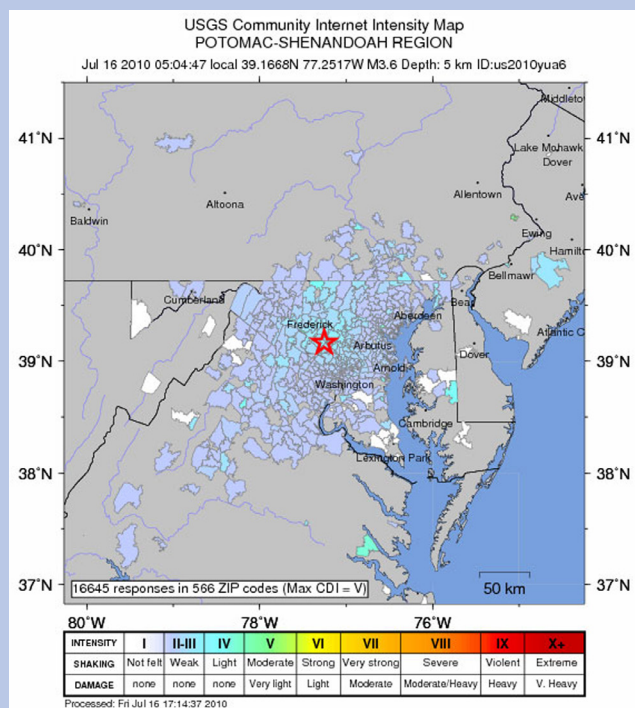 USGS Community Internet Intensity Map
POTOMAC-SHENANDOAH REGION
Jul 16 2010 05:04:47 local 39.1668N 77.2517W M3.6 Depth: 5 km ID:us2010yua6
Middletow
41°N 41°N
Lake Mohawk
Dover
Altoona
Allentown
Ave
Baldwin
Ewing
40°N 40°N
Hamilt
Bellmawr
Cumberland
Bea
Frederick
Aberdeen
Atlantic C
Arbutus
Dover
39°N 39°N
Arnold
Washington
Cambridge
Lexington Park
38°N 38°N
37°N 37°N
16645 responses in 566 ZIP codes (Max CDI = V)
50 km
80°W 78°W 76°W
INTENSITY I II-III IV V VI VII VIII IX X+
SHAKING Not felt Weak Light Moderate Strong Very strong Severe Violent Extreme
DAMAGE none none none Very light Light Moderate Moderate/Heavy Heavy V. Heavy
Processed: Fri Jul 16 17:14:37 2010